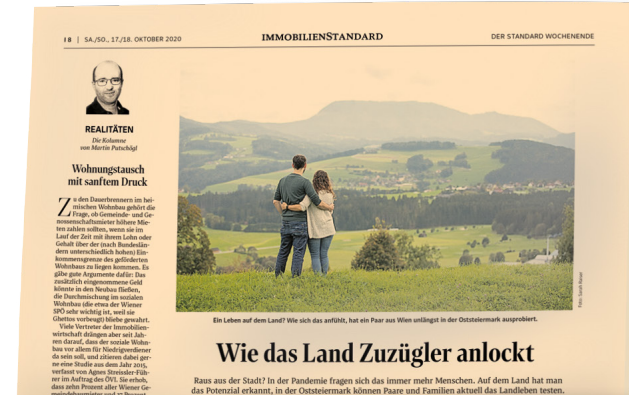 I 8 | SA./SO., 17./18. OKTOBER 2020
IMMOBILIENSTANDARD
DER STANDARD WOCHENENDE
REALITÄTEN
Die Kolumne
von Martin Putschögl
Wohnungstausch
mit sanftem Druck
Zu den Dauerbrennern im hei-
mischen Wohnbau gehört die
Frage, ob Gemeinde- und Ge-
nossenschaftsmieter höhere Mie-
ten zahlen sollten, wenn sie im
Lauf der Zeit mit ihrem Lohn oder
Gehalt über der (nach Bundeslän-
dern unterschiedlich hohen) Ein-
kommensgrenze des geförderten
Wohnbaus zu liegen kommen. Es
gäbe gute Argumente dafür: Das
zusätzlich eingenommene Geld
könnte in den Neubau fließen,
die Durchmischung im sozialen
Wohnbau (die etwa der Wiener
SPÖ sehr wichtig ist, weil sie
Ghettos vorbeugt) bliebe gewahrt.
Viele Vertreter der Immobilien-
wirtschaft drängen aber seit Jah-
ren darauf, dass der soziale Wohn-
bau vor allem für Niedrigverdiener
da sein soll, und zitieren dabei ger-
ne eine Studie aus dem Jahr 2015,
verfasst von Agnes Streissler-Füh-
rer im Auftrag des ÖVI. Sie erhob,
dass zehn Prozent aller Wiener Ge-
Foto: Sarah Raiser
Ein Leben auf dem Land? Wie sich das anfühlt, hat ein Paar aus Wien unlängst in der Oststeiermark ausprobiert.
Wie das Land Zuzügler anlockt
Raus aus der Stadt? In der Pandemie fragen sich das immer mehr Menschen. Auf dem Land hat man
das Potenzial erkannt, in der Oststeiermark können Paare und Familien aktuell das Landleben testen.